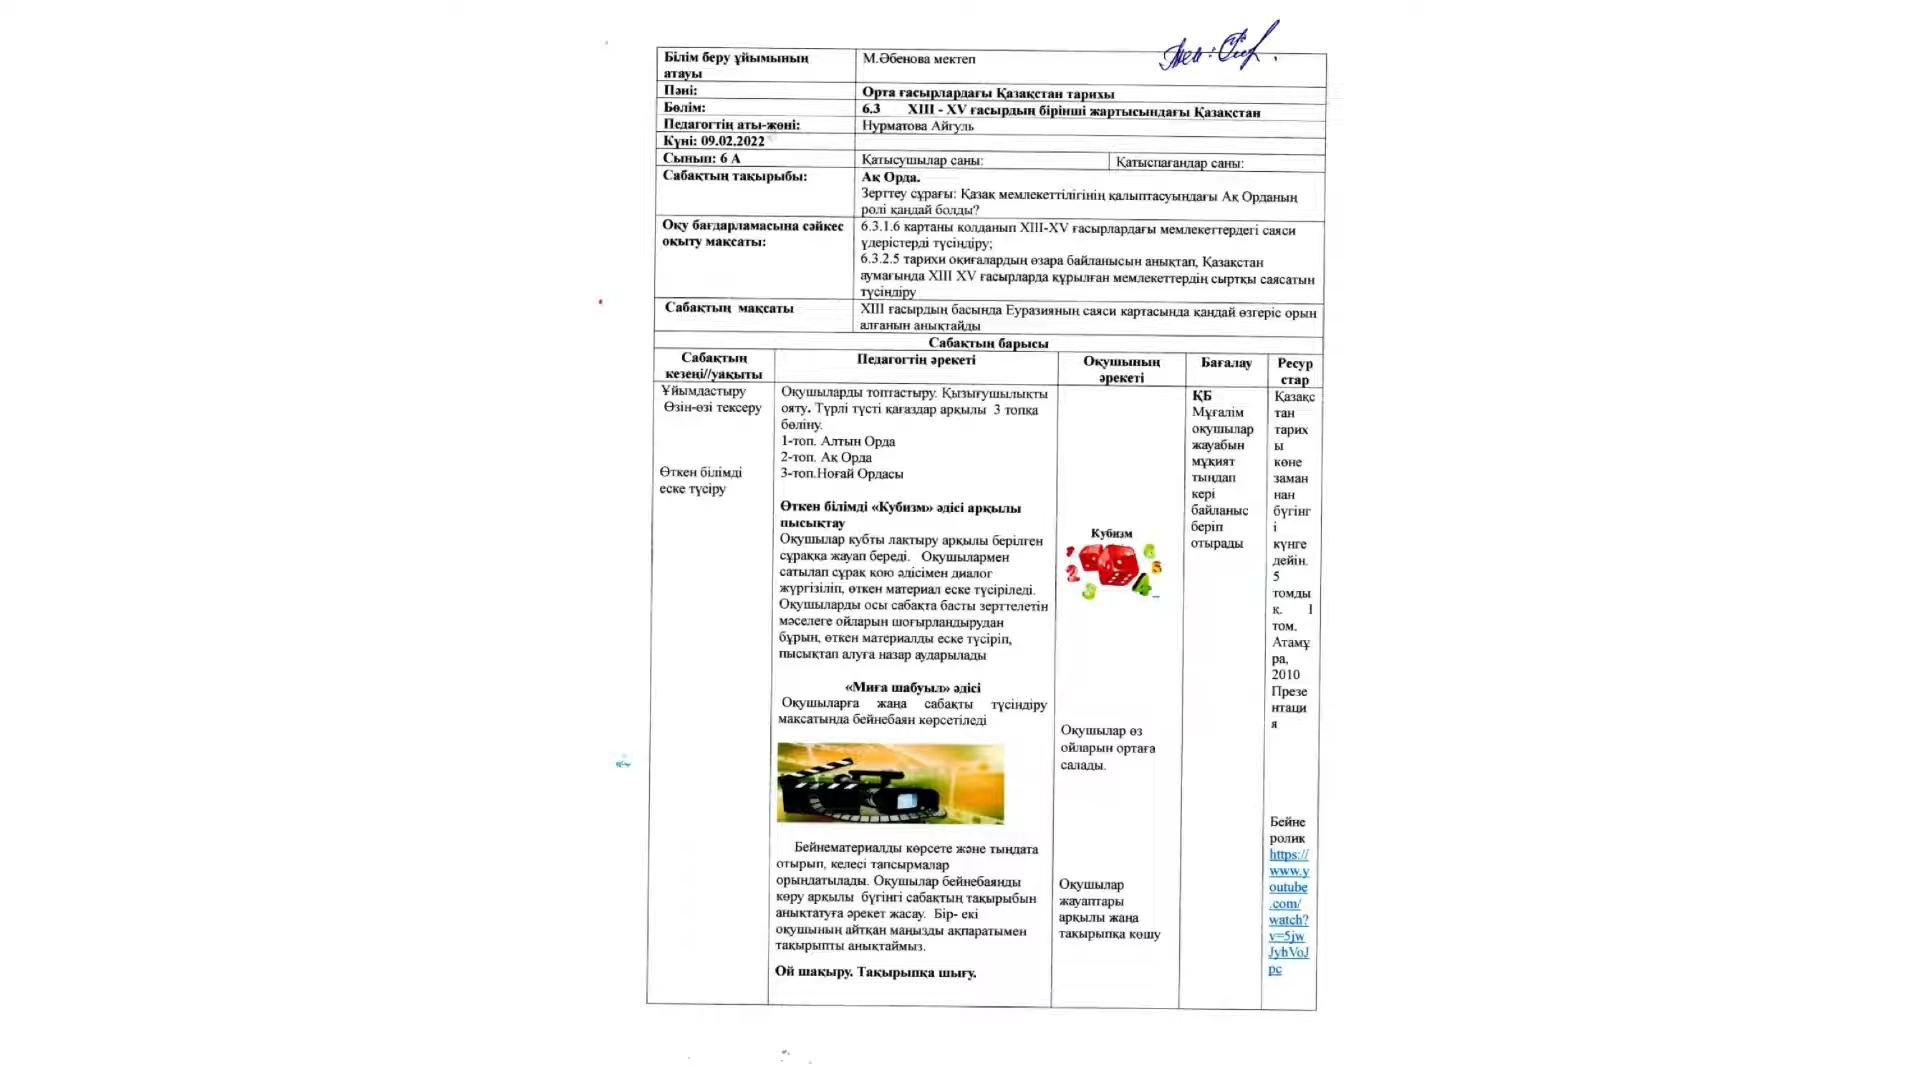 Білім беру ұйымының
атауы
М.Әбенова мектеп
Пәні:
Орта ғасырлардағы Қазақстан тарихы
Бөлім:
6.3 XIII - XV ғасырдың бірінші жартысындағы Қазақстан
Педагогтің аты-жөні:
Нурматова Айгуль
Күні: 09.02.2022
Сынып: 6 А
Қатысушылар саны:
Қатыспағандар саны:
Сабақтың тақырыбы:
Ақ Орда.
Зерттеу сұрағы: Қазақ мемлекеттілігінің қалыптасуындағы Ақ Орданың
рөлі қандай болды?
Оқу бағдарламасына сәйкес
оқыту мақсаты:
6.3.1.6 картаны қолданып XIII-XV ғасырлардағы мемлекеттердегі саяси
үдерістерді түсіндіру;
6.3.2.5 тарихи оқиғалардың өзара байланысын анықтап, Қазақстан
аумағында XIII XV ғасырларда құрылған мемлекеттердің сыртқы саясатын
түсіндіру
Сабақтың мақсаты
XIII ғасырдың басында Еуразияның саяси картасында қандай өзгеріс орын
алғанын анықтайды
Сабақтың барысы
Сабақтың
кезеңі//уақыты
Педагогтің әрекеті
Оқушының
әрекеті
Бағалау
Ресур
стар
Ұйымдастыру
Өзін-өзі тексеру
Өткен білімді
еске түсіру
Оқушыларды топтастыру. Қызығушылықты
ояту. Түрлі түсті қағаздар арқылы 3 топқа
бөліну.
1-топ. Алтын Орда
2-топ. Ақ Орда
3-топ.Ноғай Ордасы
Өткен білімді «Кубизм» әдісі арқылы
пысықтау
Оқушылар кубты лақтыру арқылы берілген
сұраққа жауап береді. Оқушылармен
сатылап сұрақ қою әдісімен диалог
жүргізіліп, өткен материал еске түсіріледі.
Оқушыларды осы сабақта басты зерттелетін
мәселеге ойларын шоғырландырудан
бұрын, өткен материалды еске түсіріп,
пысықтап алуға назар аударылады
«Миға шабуыл» әдісі
Оқушыларға жаңа сабақты түсіндіру
мақсатында бейнебаян көрсетіледі
Бейнематериалды көрсете және тыңдата
отырып, келесі тапсырмалар
орындатылады. Оқушылар бейнебаянды
көру арқылы бүгінгі сабақтың тақырыбын
анықтатуға әрекет жасау. Бір- екі
оқушының айтқан маңызды ақпаратымен
тақырыпты анықтаймыз.
Ой шақыру. Тақырыпқа шығу.
Кубизм
1
2
3
4
5
6
Оқушылар өз
ойларын ортаға
салады.
Оқушылар
жауаптары
арқылы жаңа
тақырыпқа көшу
ҚБ
Мұғалім
оқушылар
жауабын
мұқият
тыңдап
кері
байланыс
беріп
отырады
Қазақс
тан
тарих
ы
көне
заман
нан
бүгінг
і
күнге
дейін.
5
томды
қ. I
том.
Атамұ
ра,
2010
Презе
нтаци
я
Бейне
ролик
https://
www.y
outube
.com/
watch?
v=5jw
JyhVoJ
pc